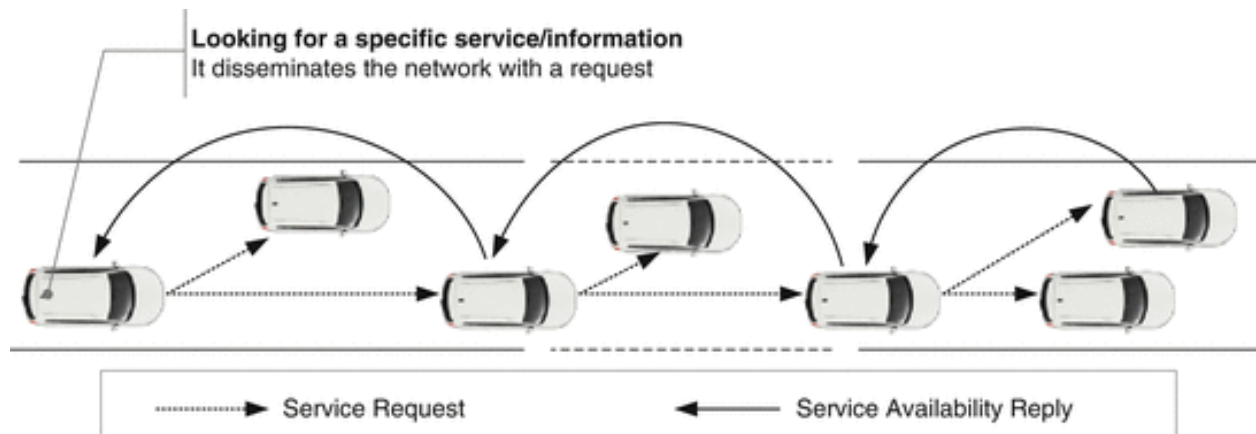 Looking for a specific service/information
It disseminates the network with a request
Service Request
Service Availability Reply